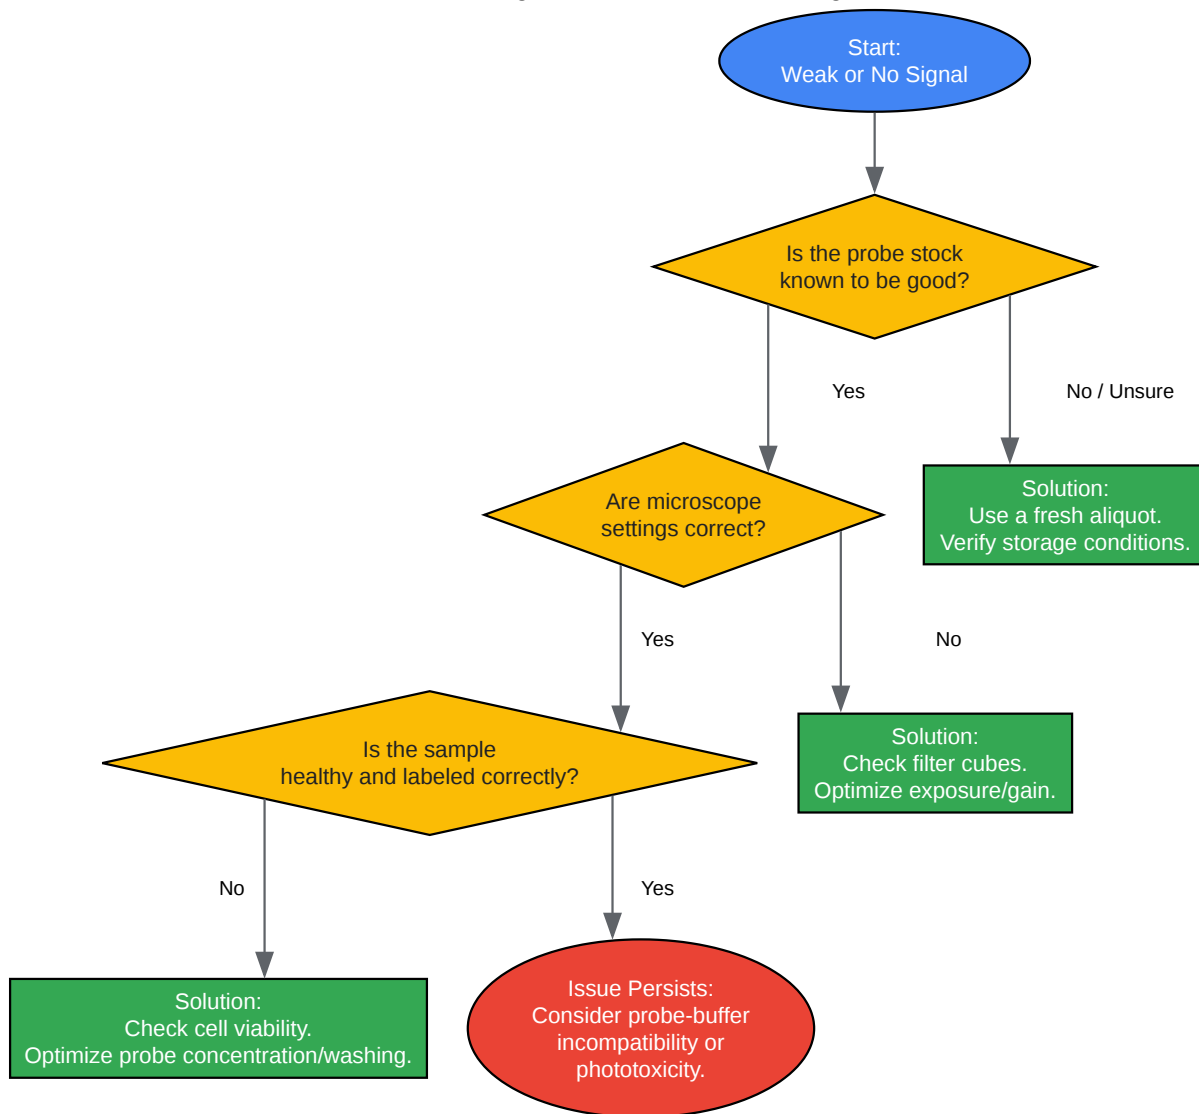 Start:
Weak or No Signal
Is the probe stock
known to be good?
Yes
No / Unsure
Are microscope
settings correct?
Solution:
Use a fresh aliquot.
Verify storage conditions.
Yes
No
Is the sample
healthy and labeled correctly?
Solution:
Check filter cubes.
Optimize exposure/gain.
No
Yes
Solution:
Check cell viability.
Optimize probe concentration/washing.
Issue Persists:
Consider probe-buffer
incompatibility or
phototoxicity.